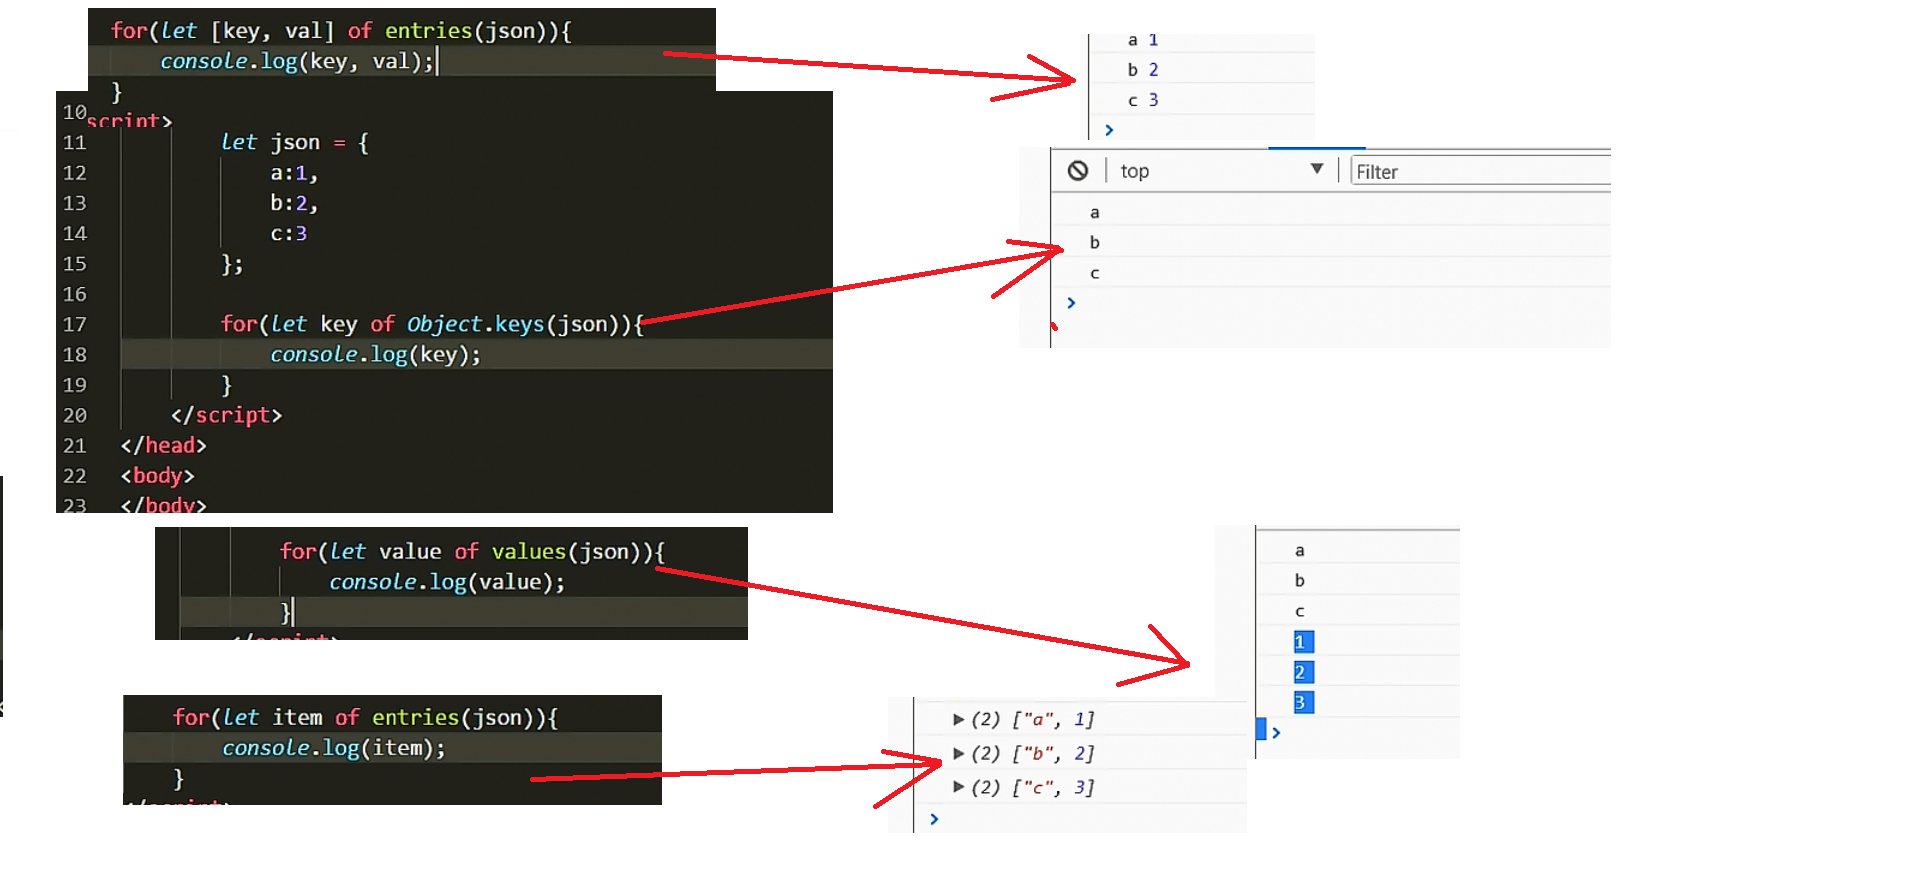 for(let [key, val] of entries(json)){
console.log(key, val);
}
10
script>
11 let json = {
12 a:1,
13 b:2,
14 c:3
15 };
16
17 for(let key of Object.keys(json)){
18 console.log(key);
19 }
20 </script>
21 </head>
22 <body>
23 </body>
a 1
b 2
c 3
>
top ▼ Filter
a
b
c
>
for(let value of values(json)){
console.log(value);
}
</script>
a
b
c
1
2
3
>
for(let item of entries(json)){
console.log(item);
}
</script>
▶(2) ["a", 1]
▶(2) ["b", 2]
▶(2) ["c", 3]
>